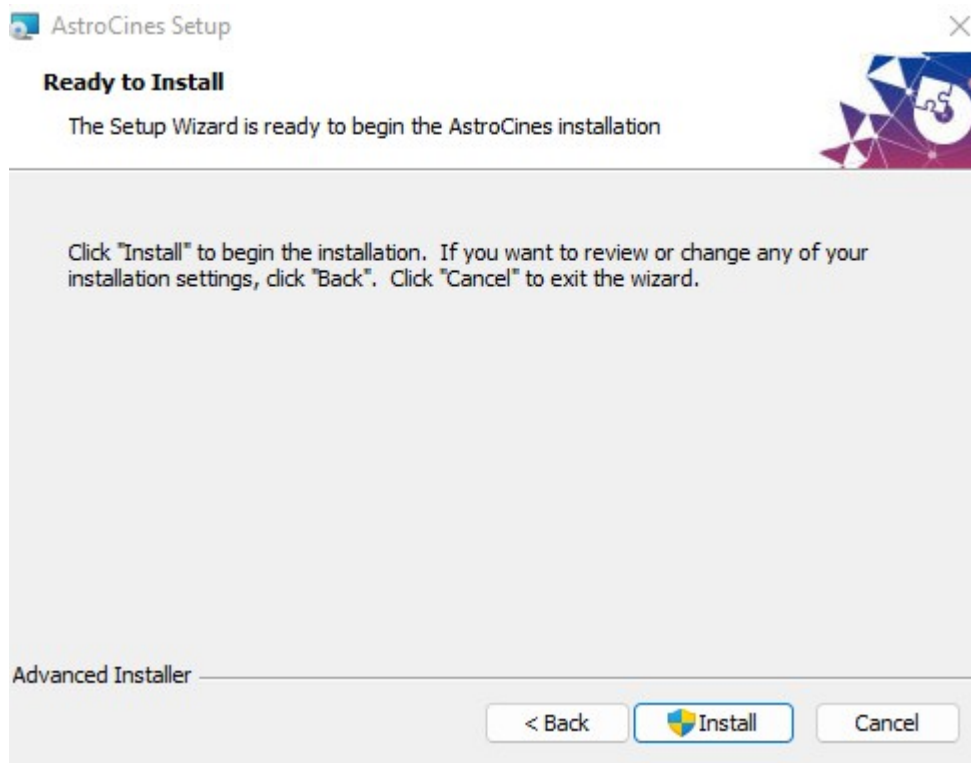 AstroCines Setup
Ready to Install
The Setup Wizard is ready to begin the AstroCines installation
Click "Install" to begin the installation.  If you want to review or change any of your
installation settings, click "Back".  Click "Cancel" to exit the wizard.
Advanced Installer
< Back Install Cancel